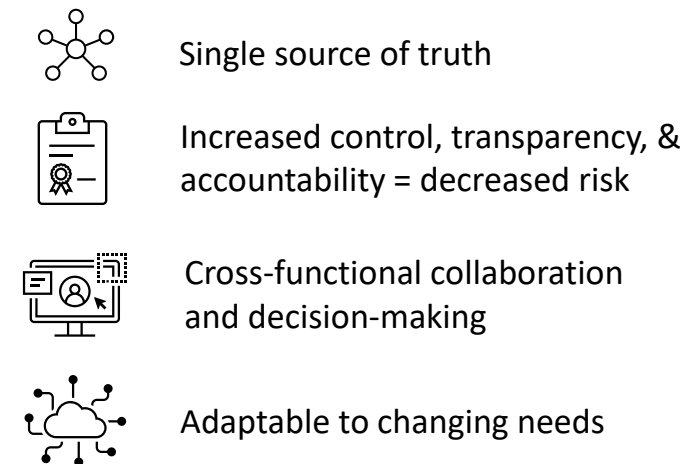 Single source of truth
Increased control, transparency, &
accountability = decreased risk
Cross-functional collaboration
and decision-making
Adaptable to changing needs